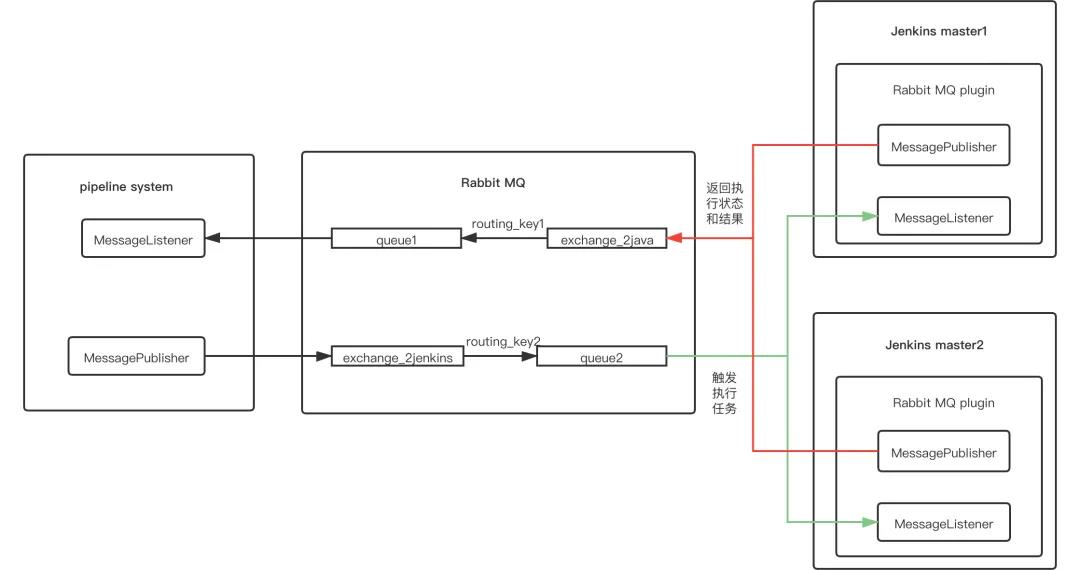 pipeline system
MessageListener
MessagePublisher
Rabbit MQ
queue1
routing_key1
exchange_2java
exchange_2jenkins
routing_key2
queue2
返回执
行状态
和结果
触发
执行
任务
Jenkins master1
Rabbit MQ plugin
MessagePublisher
MessageListener
Jenkins master2
Rabbit MQ plugin
MessagePublisher
MessageListener